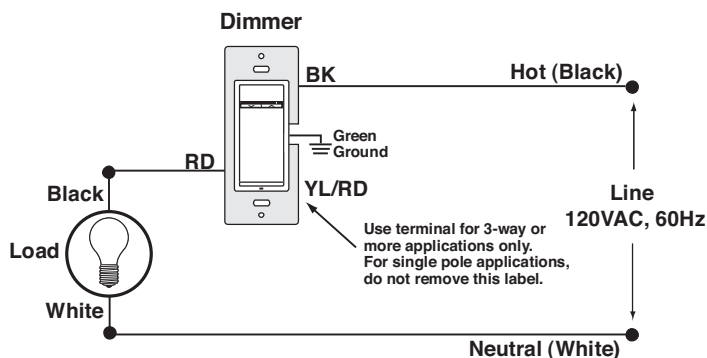 Dimmer
BK
Hot (Black)
Green
Ground
RD
YL/RD
Black
Line
120VAC, 60Hz
Use terminal for 3-way or
more applications only.
For single pole applications,
do not remove this label.
Load
White
Neutral (White)